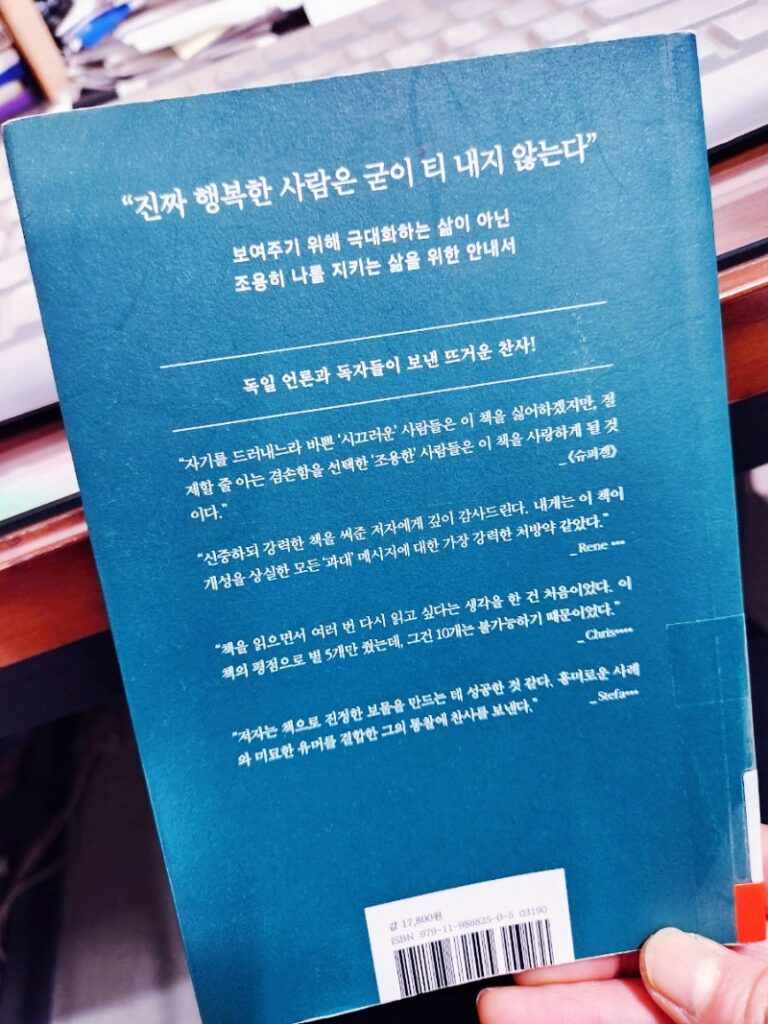 “진짜 행복한 사람은 굳이 티 내지 않는다”
보여주기 위해 극대화하는 삶이 아닌
조용히 나를 지키는 삶을 위한 안내서
독일 언론과 독자들이 보낸 뜨거운 찬사!
“자기를 드러내느라 바쁜 ‘시끄러운’ 사람들은 이 책을 싫어하겠지만, 절
제할 줄 아는 겸손함을 선택한 ‘조용한’ 사람들은 이 책을 사랑하게 될 것
이다.”
_《슈피겔》
“신중하되 강력한 책을 써준 저자에게 깊이 감사드린다. 내게는 이 책이
개성을 상실한 모든 ‘과대’ 메시지에 대한 가장 강력한 처방약 같았다.”
_ Rene ***
“책을 읽으면서 여러 번 다시 읽고 싶다는 생각을 한 건 처음이었다. 이
책의 평점으로 별 5개만 줬는데, 그건 10개는 불가능하기 때문이었다.”
_ Chris****
“저자는 책으로 진정한 보물을 만드는 데 성공한 것 같다. 흥미로운 사례
와 미묘한 유머를 결합한 그의 통찰에 찬사를 보낸다.”
_ Stefa***
값 17,800원
ISBN 979-11-986825-0-5 03190